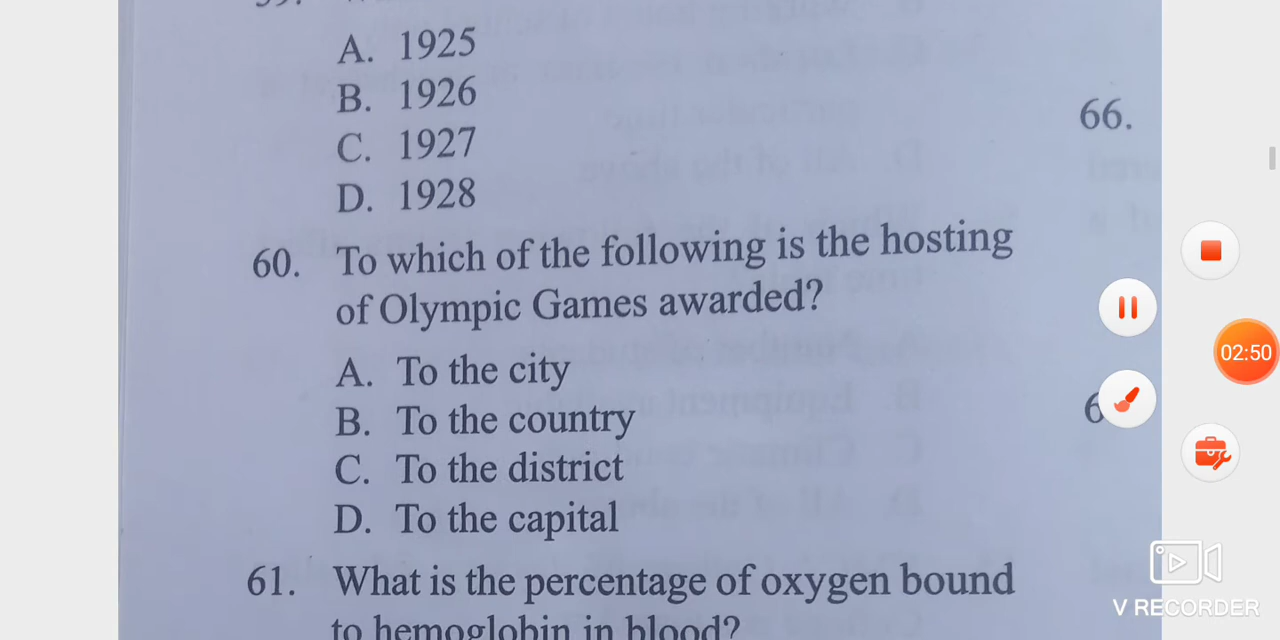 A. 1925
B. 1926
C. 1927
D. 1928
66.
60. To which of the following is the hosting
of Olympic Games awarded?
A. To the city
B. To the country
C. To the district
D. To the capital
61. What is the percentage of oxygen bound
to hemoglobin in blood?
02:50
V RECORDER